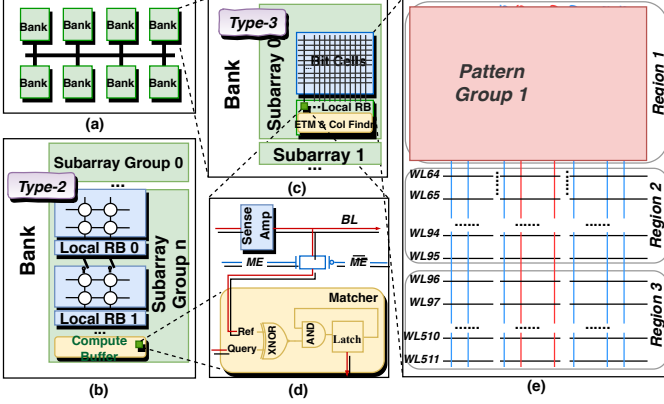 Bank Bank Bank Bank
Bank Bank Bank Bank
(a)
Type-3
Bank
Subarray 0
Bit Cells
Local RB
ETM & Col Findr
Subarray 1
...
(c)
Subarray Group 0
...
Type-2
Bank
Local RB 0
Local RB 1
...
Subarray
Group n
Compute
Buffer
(b)
Sense
Amp
BL
ME
ME
Matcher
Ref
Query
XNOR
AND
Latch
(d)
Pattern
Group 1
Region 1
WL64
WL65
WL94
WL95
Region 2
WL96
WL97
WL510
WL511
Region 3
(e)